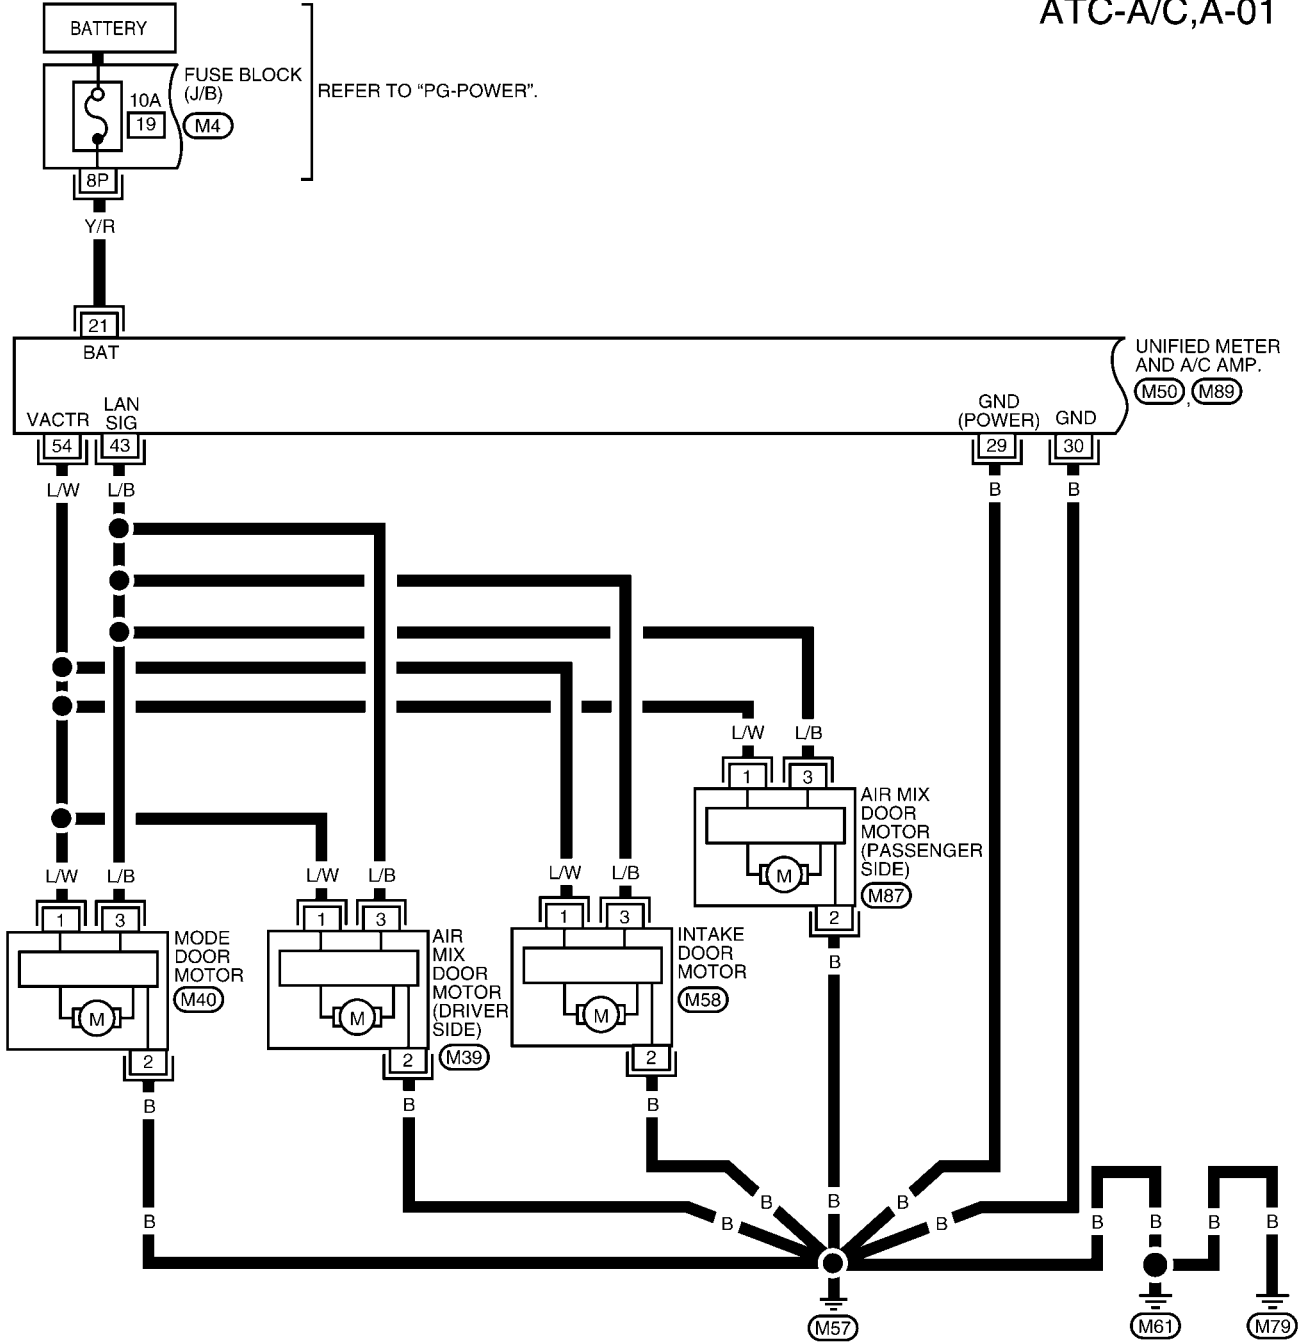 ATC-A/C,A-01
BATTERY
FUSE BLOCK
(J/B)
10A
19
M4
REFER TO “PG-POWER”.
8P
Y/R
21
BAT
UNIFIED METER
AND A/C AMP.
M50 , M89
VACTR
LAN
SIG
GND
(POWER)
GND
54
43
29
30
L/W
L/B
B
B
L/W
L/B
1
3
AIR MIX
DOOR
MOTOR
(PASSENGER
SIDE)
M87
M
2
B
L/W
L/B
L/W
L/B
L/W
L/B
1
3
1
3
1
3
MODE
DOOR
MOTOR
M40
M
2
AIR
MIX
DOOR
MOTOR
(DRIVER
SIDE)
M39
M
2
INTAKE
DOOR
MOTOR
M58
M
2
B
B
B
B
B
B
B
B
B
B
B
B
B
M57
M61
M79